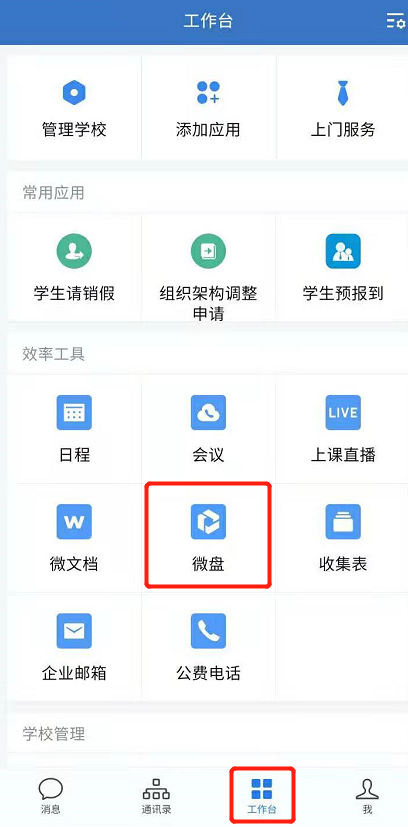 工作台
管理学校
添加应用
上门服务
常用应用
学生请销假
组织架构调整
申请
学生预报到
效率工具
LIVE
日程
会议
上课直播
W
微文档
微盘
收集表
企业邮箱
公费电话
学校管理
消息
通讯录
工作台
我